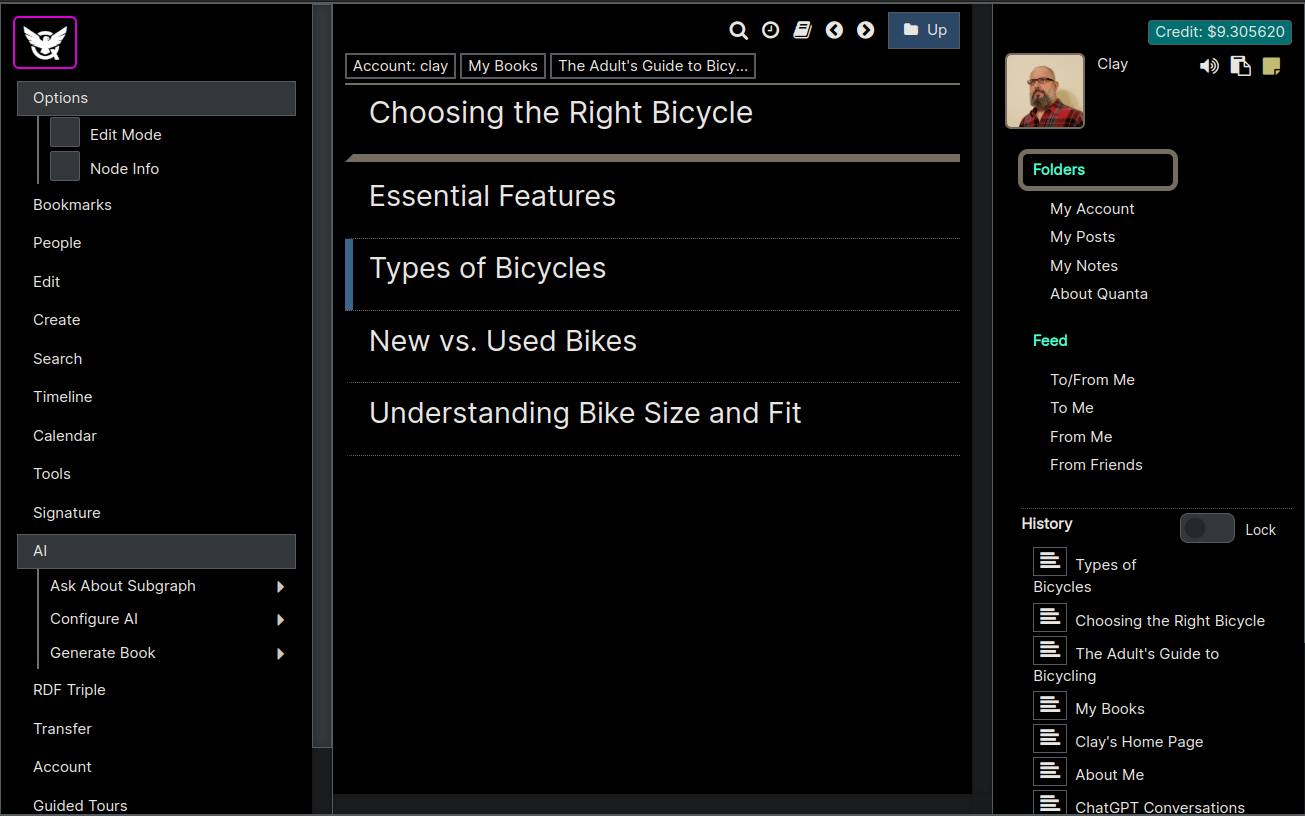 Options
Edit Mode
Node Info
Bookmarks
People
Edit
Create
Search
Timeline
Calendar
Tools
Signature
AI
Ask About Subgraph
Configure AI
Generate Book
RDF Triple
Transfer
Account
Guided Tours
Up
Account: clay
My Books
The Adult's Guide to Bicy...
Choosing the Right Bicycle
Essential Features
Types of Bicycles
New vs. Used Bikes
Understanding Bike Size and Fit
Credit: $9.305620
Clay
Folders
My Account
My Posts
My Notes
About Quanta
Feed
To/From Me
To Me
From Me
From Friends
History
Lock
Types of
Bicycles
Choosing the Right Bicycle
The Adult's Guide to
Bicycling
My Books
Clay's Home Page
About Me
ChatGPT Conversations